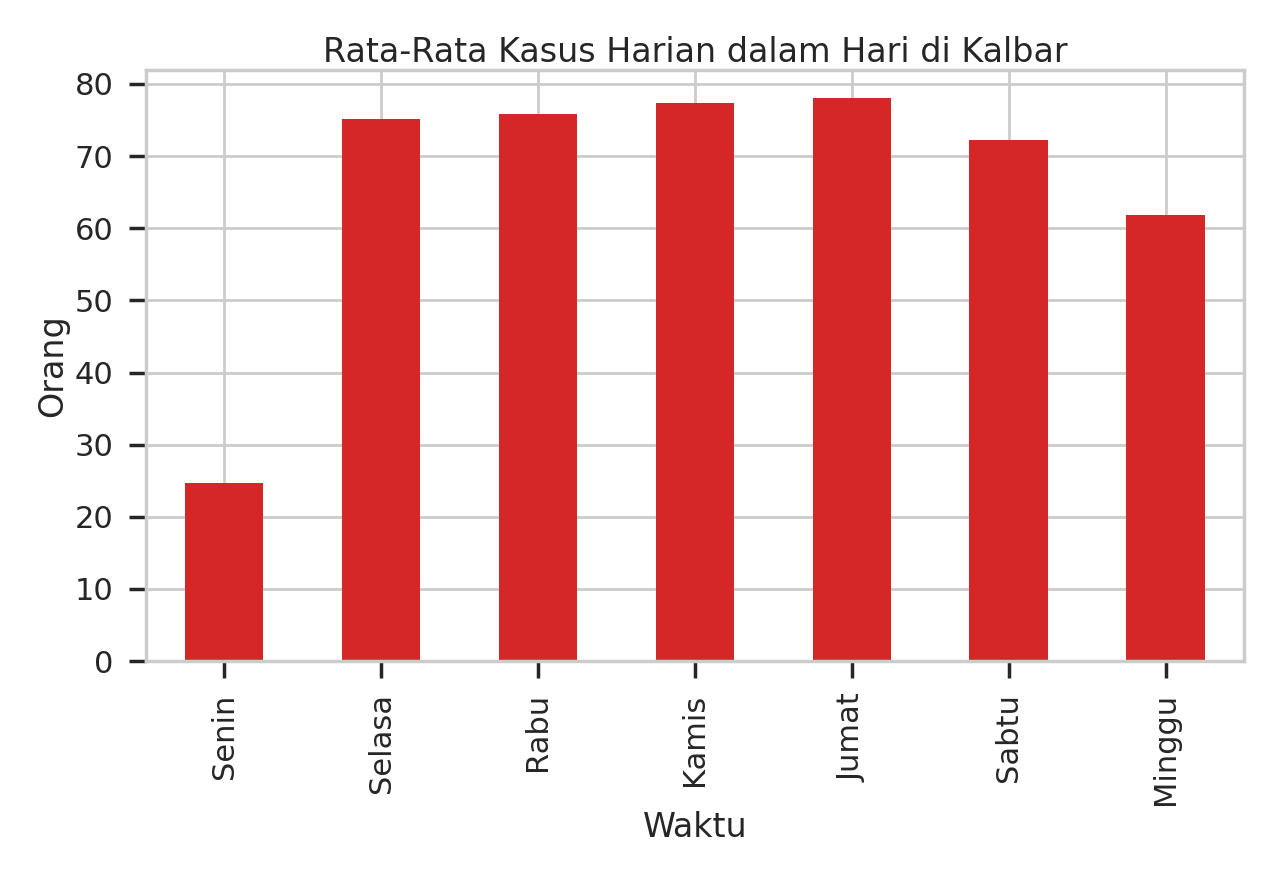 Rata-Rata Kasus Harian dalam Hari di Kalbar
80
70
60
50
40
30
20
10
0
Orang
Senin
Selasa
Rabu
Kamis
Jumat
Sabtu
Minggu
Waktu